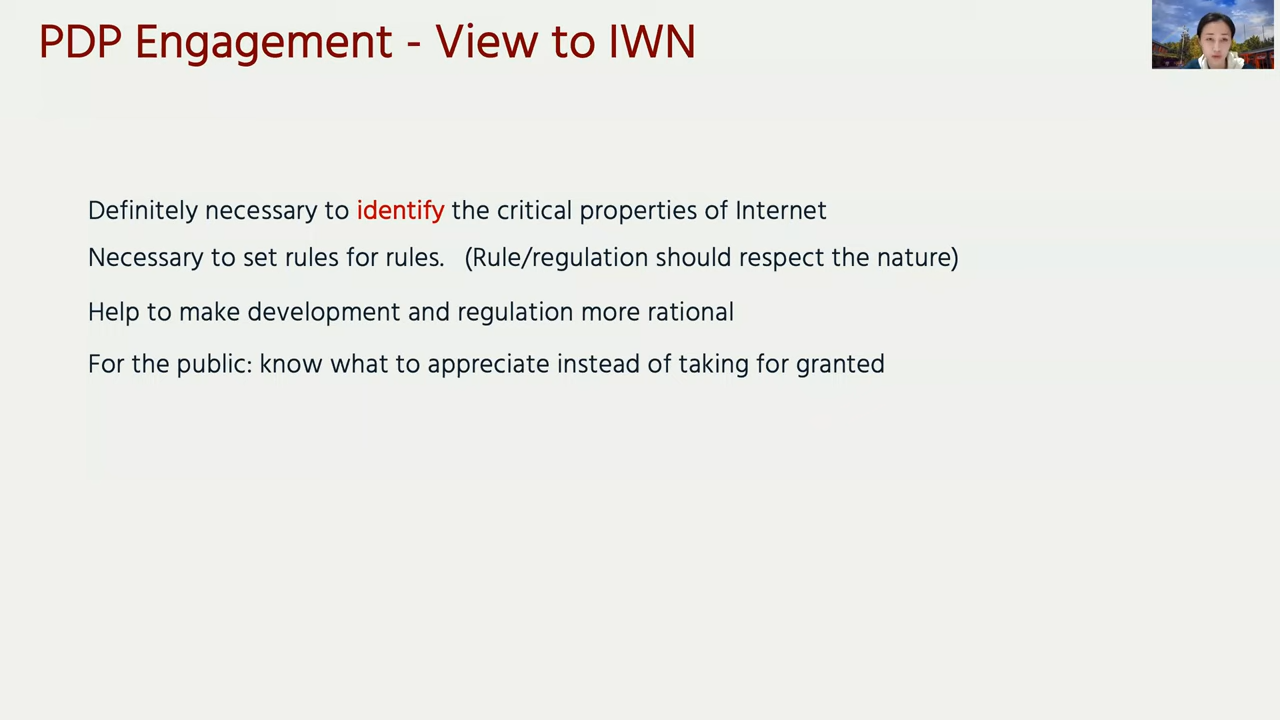 PDP Engagement - View to IWN
Definitely necessary to identify the critical properties of Internet
Necessary to set rules for rules. (Rule/regulation should respect the nature)
Help to make development and regulation more rational
For the public: know what to appreciate instead of taking for granted